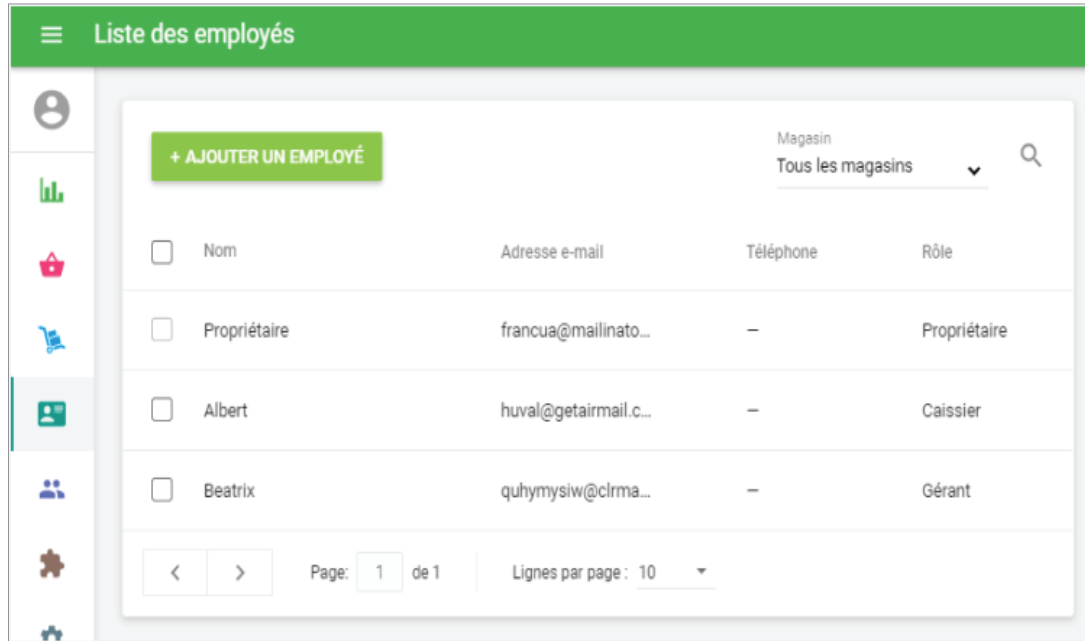 Liste des employés
+ AJOUTER UN EMPLOYÉ
Magasin
Tous les magasins
Nom Adresse e-mail Téléphone Rôle
Propriétaire francua@mailinato... — Propriétaire
Albert huval@getairmail.c... — Caissier
Beatrix quhymysiw@clrma... — Gérant
Page: 1 de 1 Lignes par page : 10